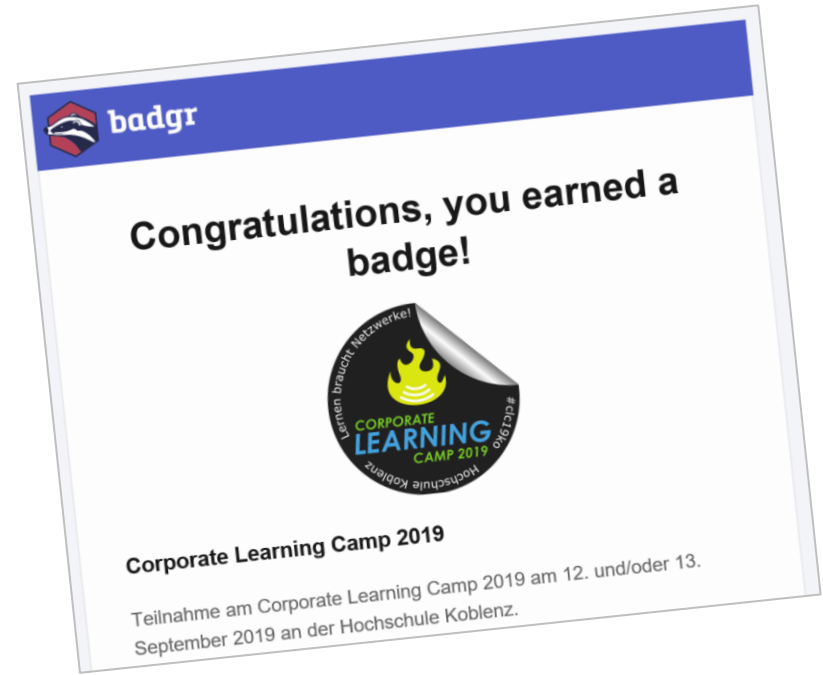 badgr
Congratulations, you earned a
badge!
Lernen braucht Netzwerke!
#clc19ko
CORPORATE
LEARNING
CAMP 2019
Hochschule Koblenz
Corporate Learning Camp 2019
Teilnahme am Corporate Learning Camp 2019 am 12. und/oder 13.
September 2019 an der Hochschule Koblenz.